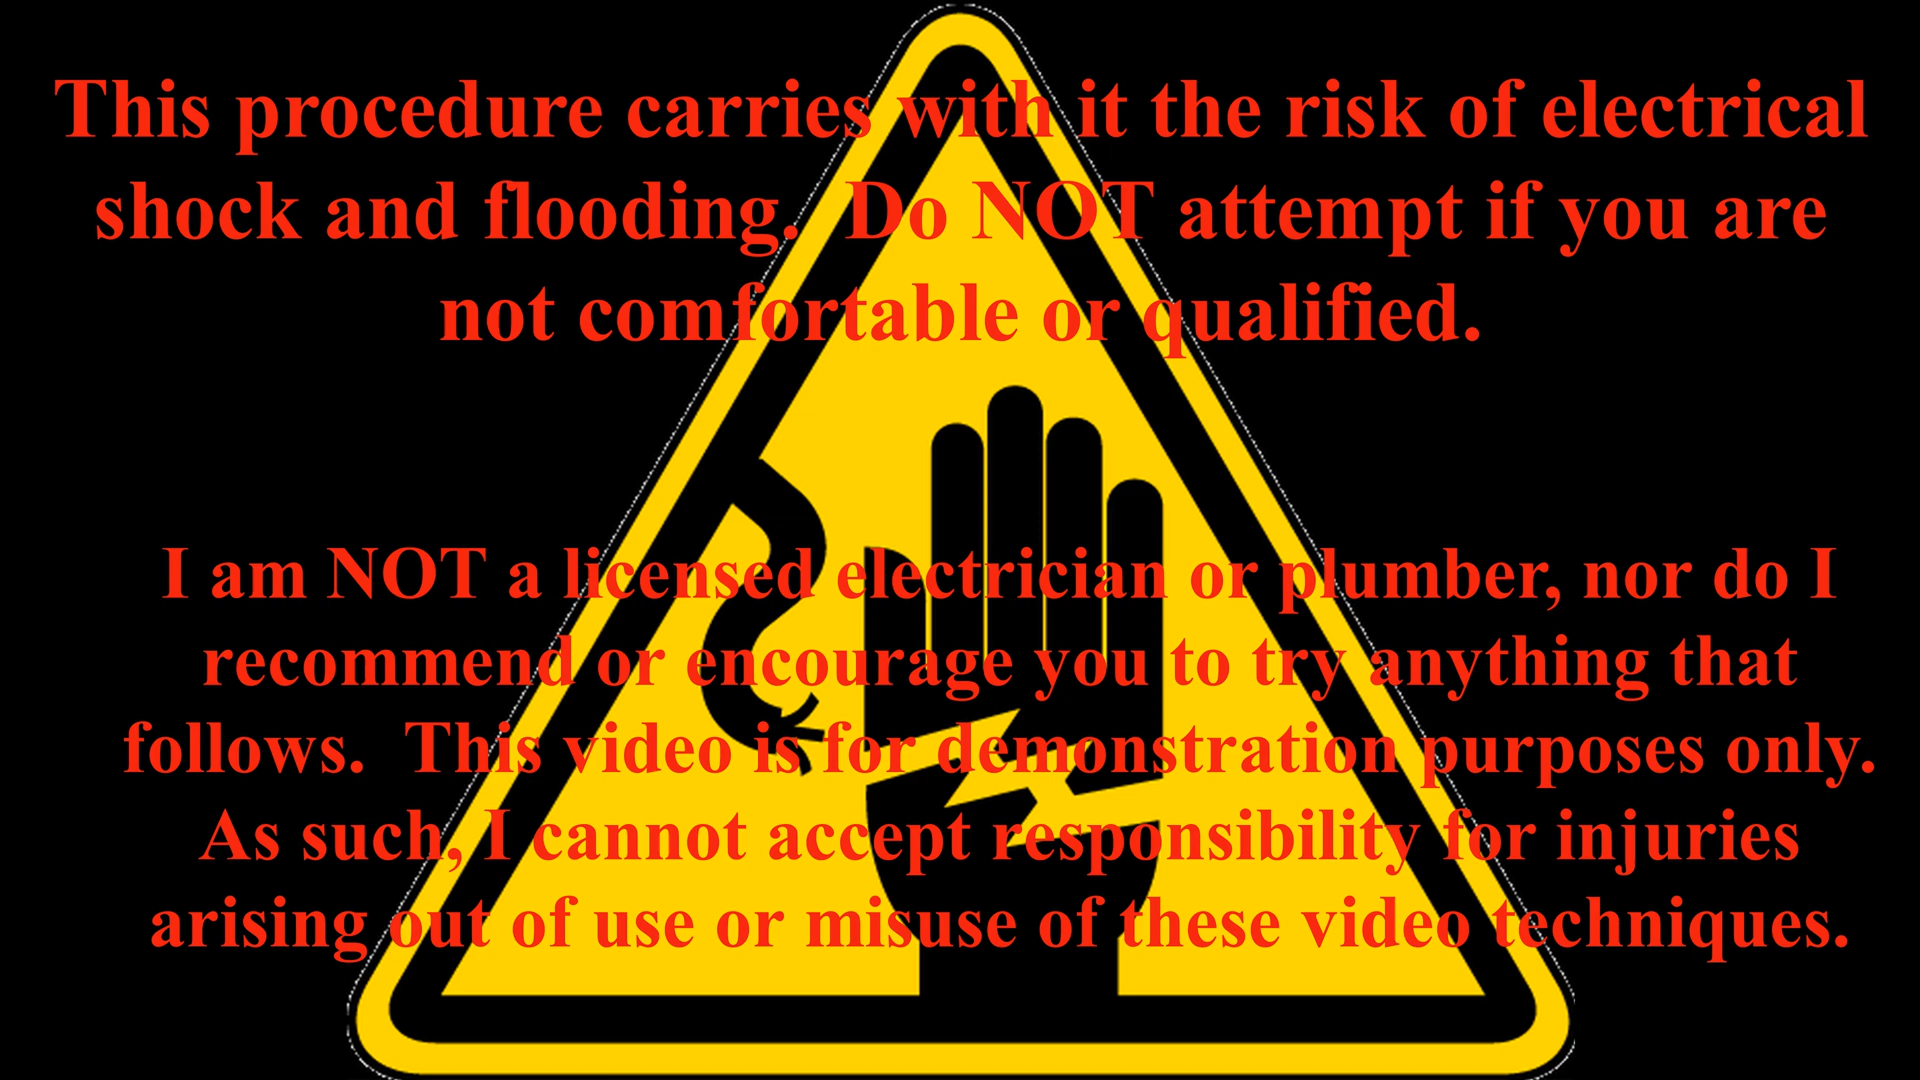 This procedure carries with it the risk of electrical
shock and flooding.  Do NOT attempt if you are
not comfortable or qualified.
I am NOT a licensed electrician or plumber, nor do I
recommend or encourage you to try anything that
follows.  This video is for demonstration purposes only.
As such, I cannot accept responsibility for injuries
arising out of use or misuse of these video techniques.